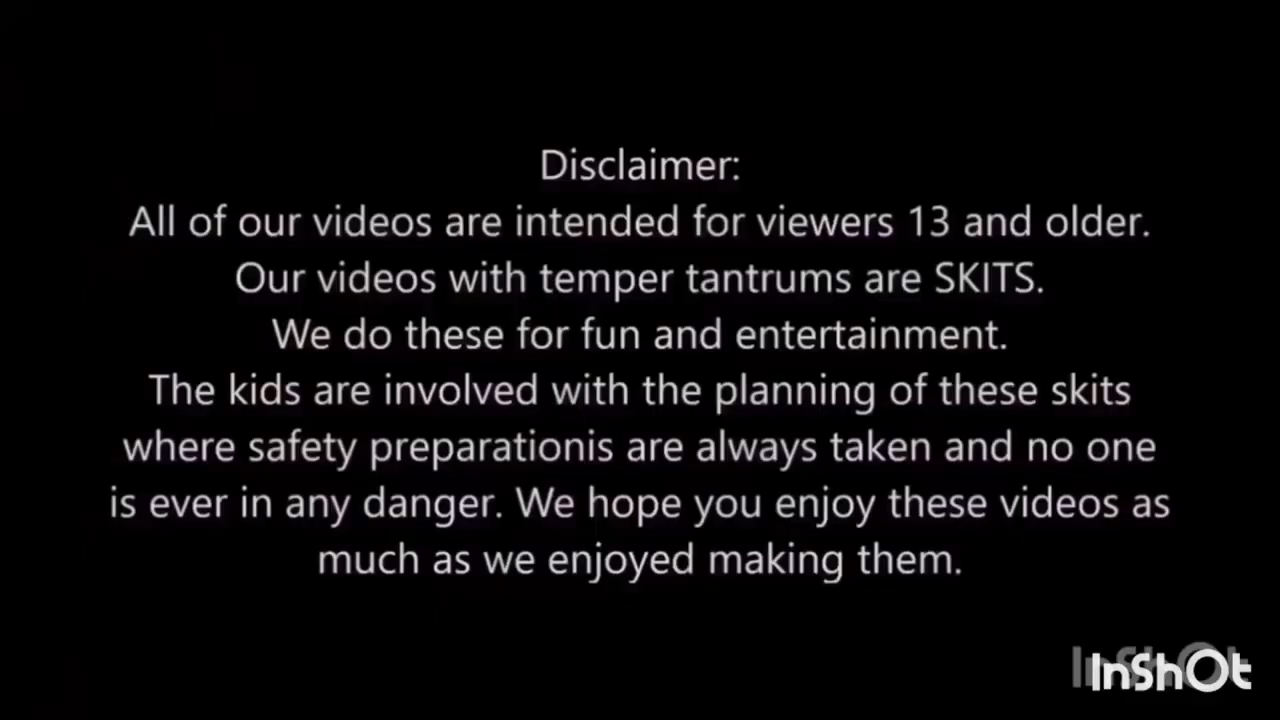 Disclaimer:
All of our videos are intended for viewers 13 and older.
Our videos with temper tantrums are SKITS.
We do these for fun and entertainment.
The kids are involved with the planning of these skits
where safety preparationis are always taken and no one
is ever in any danger. We hope you enjoy these videos as
much as we enjoyed making them.
InShOt